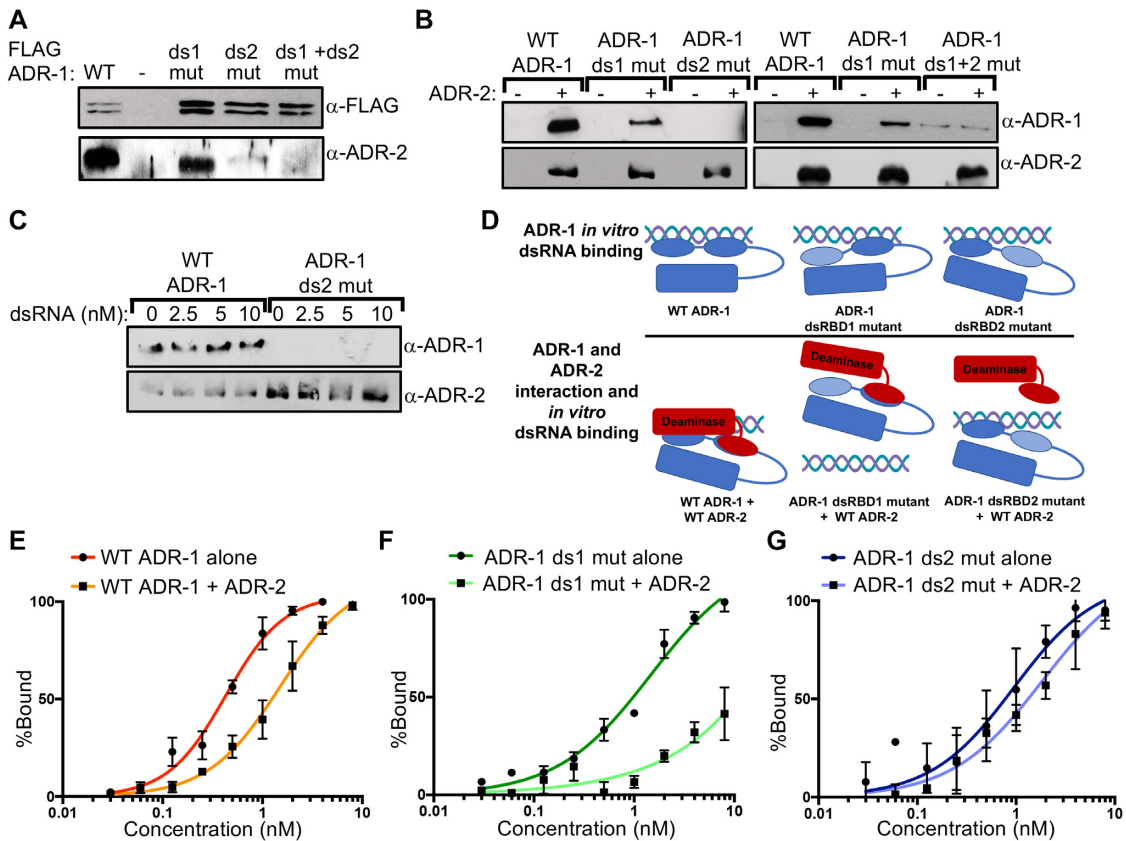 A
FLAG
ADR-1:
WT
-
ds1
mut
ds2
mut
ds1 +ds2
mut
α-FLAG
α-ADR-2
B
WT
ADR-1
ADR-1
ds1 mut
ADR-1
ds2 mut
WT
ADR-1
ADR-1
ds1 mut
ADR-1
ds1+2 mut
ADR-2: - + - + - + - + - + - +
α-ADR-1
α-ADR-2
C
WT
ADR-1
ADR-1
ds2 mut
dsRNA (nM): 0 2.5 5 10 0 2.5 5 10
α-ADR-1
α-ADR-2
D
ADR-1 in vitro
dsRNA binding
WT ADR-1
ADR-1
dsRBD1 mutant
ADR-1
dsRBD2 mutant
ADR-1 and
ADR-2
interaction and
in vitro
dsRNA binding
Deaminase
Deaminase
Deaminase
WT ADR-1 +
WT ADR-2
ADR-1 dsRBD1 mutant
+ WT ADR-2
ADR-1 dsRBD2 mutant
+ WT ADR-2
E
WT ADR-1 alone
WT ADR-1 + ADR-2
%Bound
100
50
0
0.01 0.1 1 10
Concentration (nM)
F
ADR-1 ds1 mut alone
ADR-1 ds1 mut + ADR-2
%Bound
100
50
0
0.01 0.1 1 10
Concentration (nM)
G
ADR-1 ds2 mut alone
ADR-1 ds2 mut + ADR-2
%Bound
100
50
0
0.01 0.1 1 10
Concentration (nM)